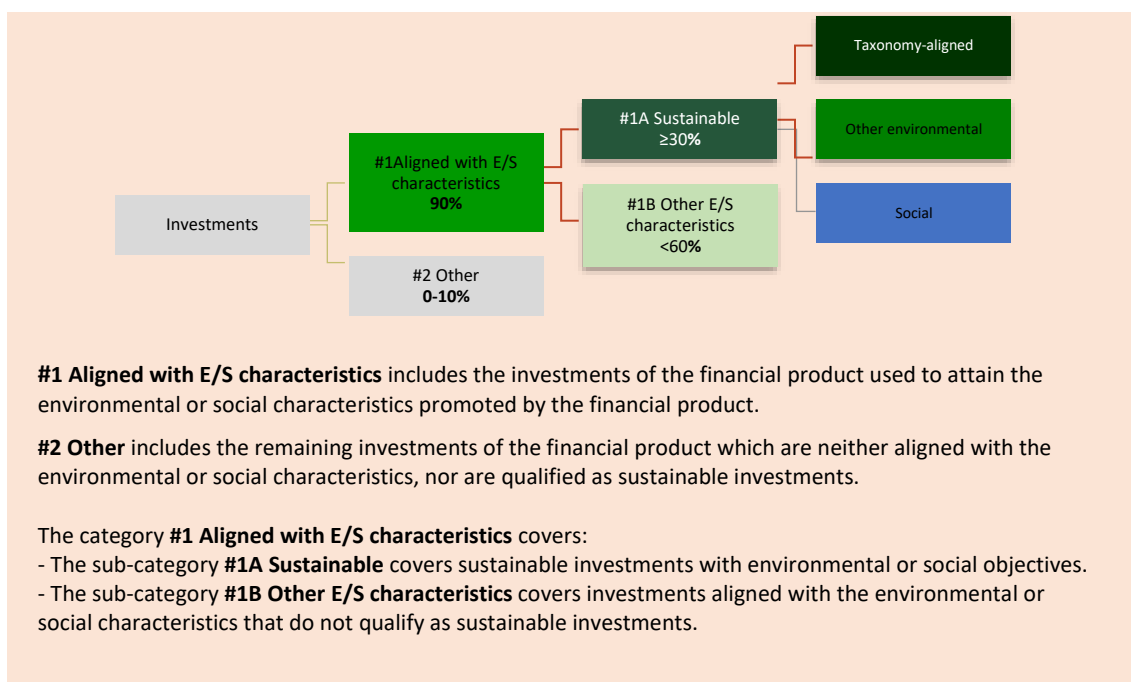 Taxonomy-aligned
#1A Sustainable
≥30%
Other environmental
#1Aligned with E/S
characteristics
90%
#1B Other E/S
characteristics
<60%
Social
Investments
#2 Other
0-10%
#1 Aligned with E/S characteristics includes the investments of the financial product used to attain the
environmental or social characteristics promoted by the financial product.
#2 Other includes the remaining investments of the financial product which are neither aligned with the
environmental or social characteristics, nor are qualified as sustainable investments.
The category #1 Aligned with E/S characteristics covers:
- The sub-category #1A Sustainable covers sustainable investments with environmental or social objectives.
- The sub-category #1B Other E/S characteristics covers investments aligned with the environmental or
social characteristics that do not qualify as sustainable investments.